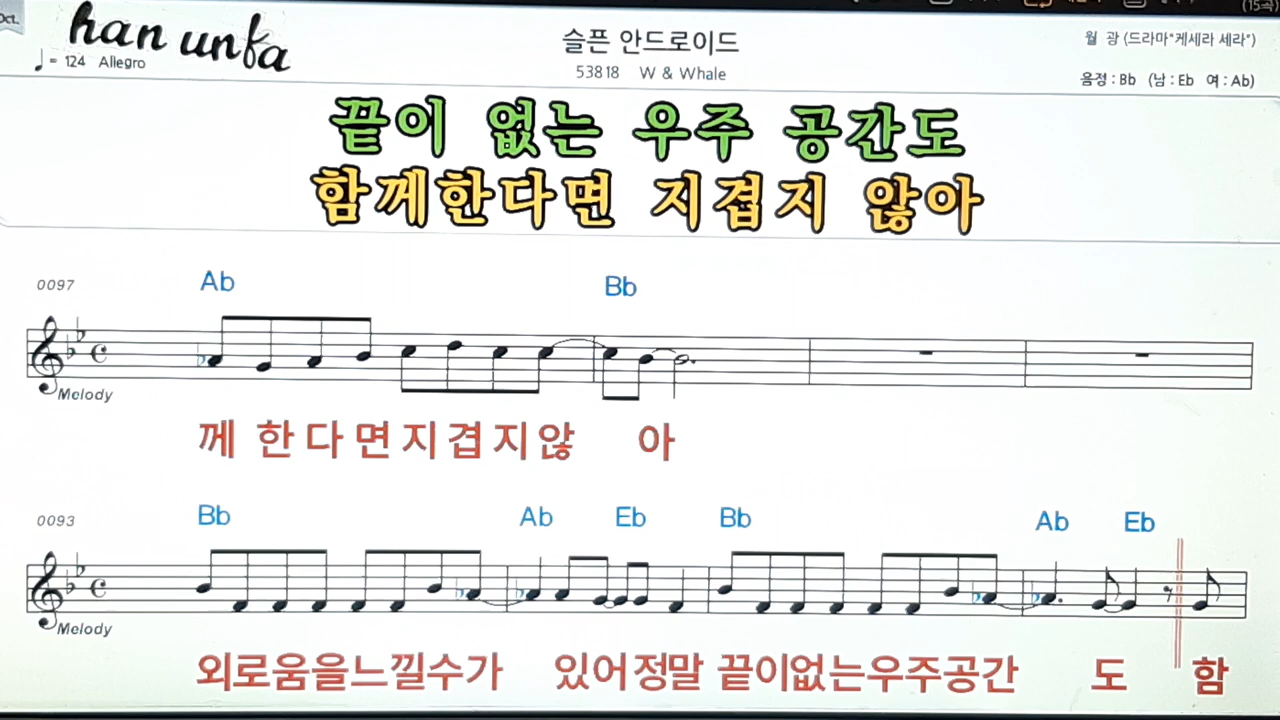 Oct.
(15곡)
han unfa
♩= 124 Allegro
슬픈 안드로이드
53818 W & Whale
월 광 (드라마"케세라 세라")
음정 : Bb (남 : Eb 여 : Ab)
끝이 없는 우주 공간도
함께한다면 지겹지 않아
0097
Ab Bb
Melody
께 한 다 면 지 겹 지 않 아
0093
Bb Ab Eb Bb Ab Eb
Melody
외로움을느낄수가 있어정말 끝이없는우주공간 도 함